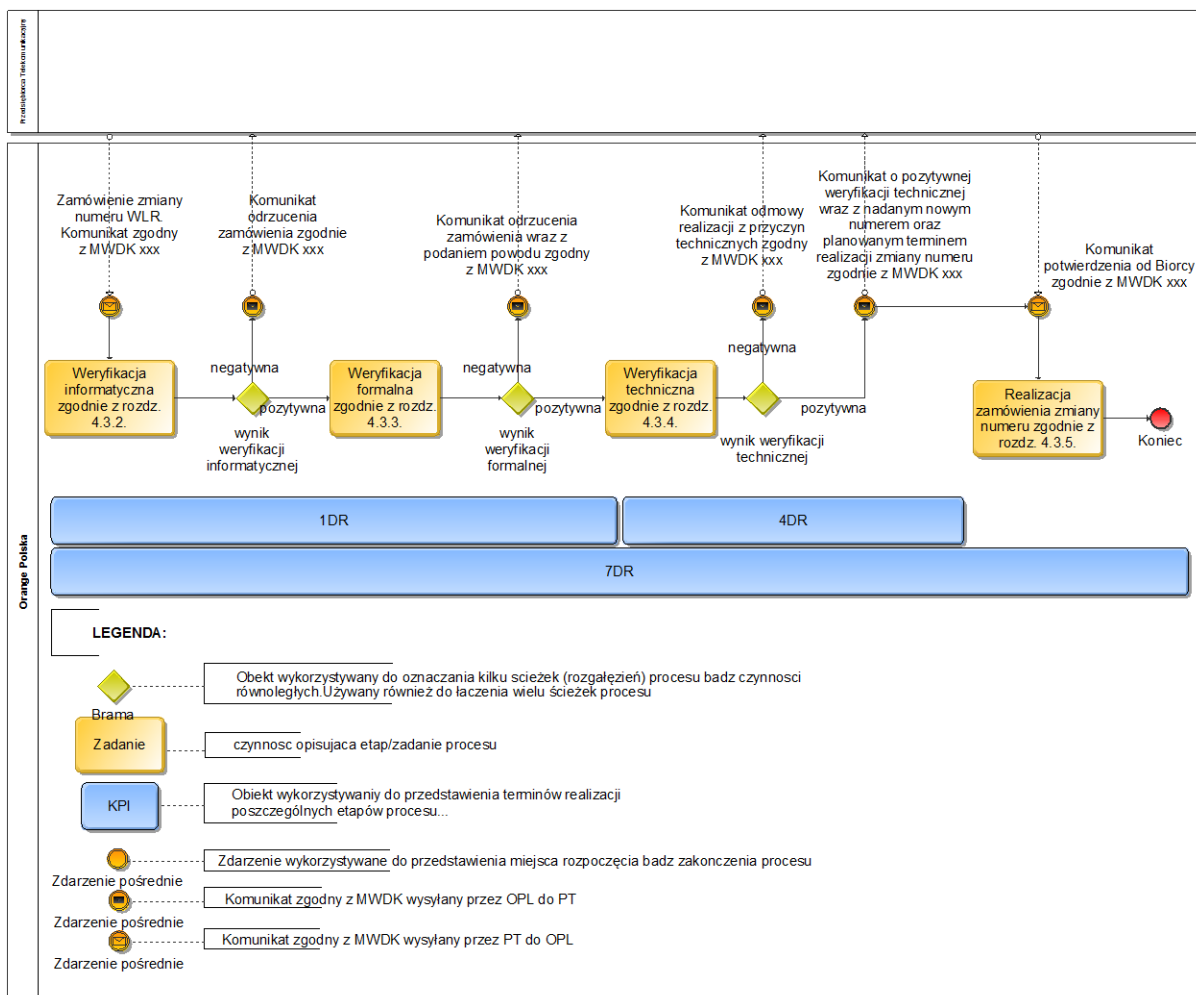 Przedsiębiorca Telekomunikacyjny
Zamówienie zmiany
numeru WLR.
Komunikat zgodny
z MWDK xxx
Komunikat
odrzucenia
zamówienia zgodnie
z MWDK xxx
Komunikat odrzucenia
zamówienia wraz z
podaniem powodu zgodny
z MWDK xxx
Komunikat odmowy
realizacji z przyczyn
technicznych zgodny
z MWDK xxx
Komunikat o pozytywnej
weryfikacji technicznej
wraz z nadanym nowym
numerem oraz
planowanym terminem
realizacji zmiany numeru
zgodnie z MWDK xxx
Komunikat
potwierdzenia od Biorcy
zgodnie z MWDK xxx
Weryfikacja
informatyczna
zgodnie z rozdz.
4.3.2.
negatywna
pozytywna
wynik
weryfikacji
informatycznej
Weryfikacja
formalna
zgodnie z rozdz.
4.3.3.
negatywna
pozytywna
wynik
weryfikacji
formalnej
Weryfikacja
techniczna
zgodnie z rozdz.
4.3.4.
negatywna
pozytywna
wynik weryfikacji
technicznej
Realizacja
zamówienia zmiany
numeru zgodnie z
rozdz. 4.3.5.
Koniec
Orange Polska
1DR
4DR
7DR
LEGENDA:
Brama
Obekt wykorzystywany do oznaczania kilku scieżek (rozgałęzień) procesu badz czynnosci
równoległych.Używany również do łaczenia wielu ścieżek procesu
Zadanie
czynnosc opisujaca etap/zadanie procesu
KPI
Obiekt wykorzystywaniy do przedstawienia terminów realizacji
poszczególnych etapów procesu...
Zdarzenie pośrednie
Zdarzenie wykorzystywane do przedstawienia miejsca rozpoczęcia badz zakonczenia procesu
Zdarzenie pośrednie
Komunikat zgodny z MWDK wysyłany przez OPL do PT
Zdarzenie pośrednie
Komunikat zgodny z MWDK wysyłany przez PT do OPL